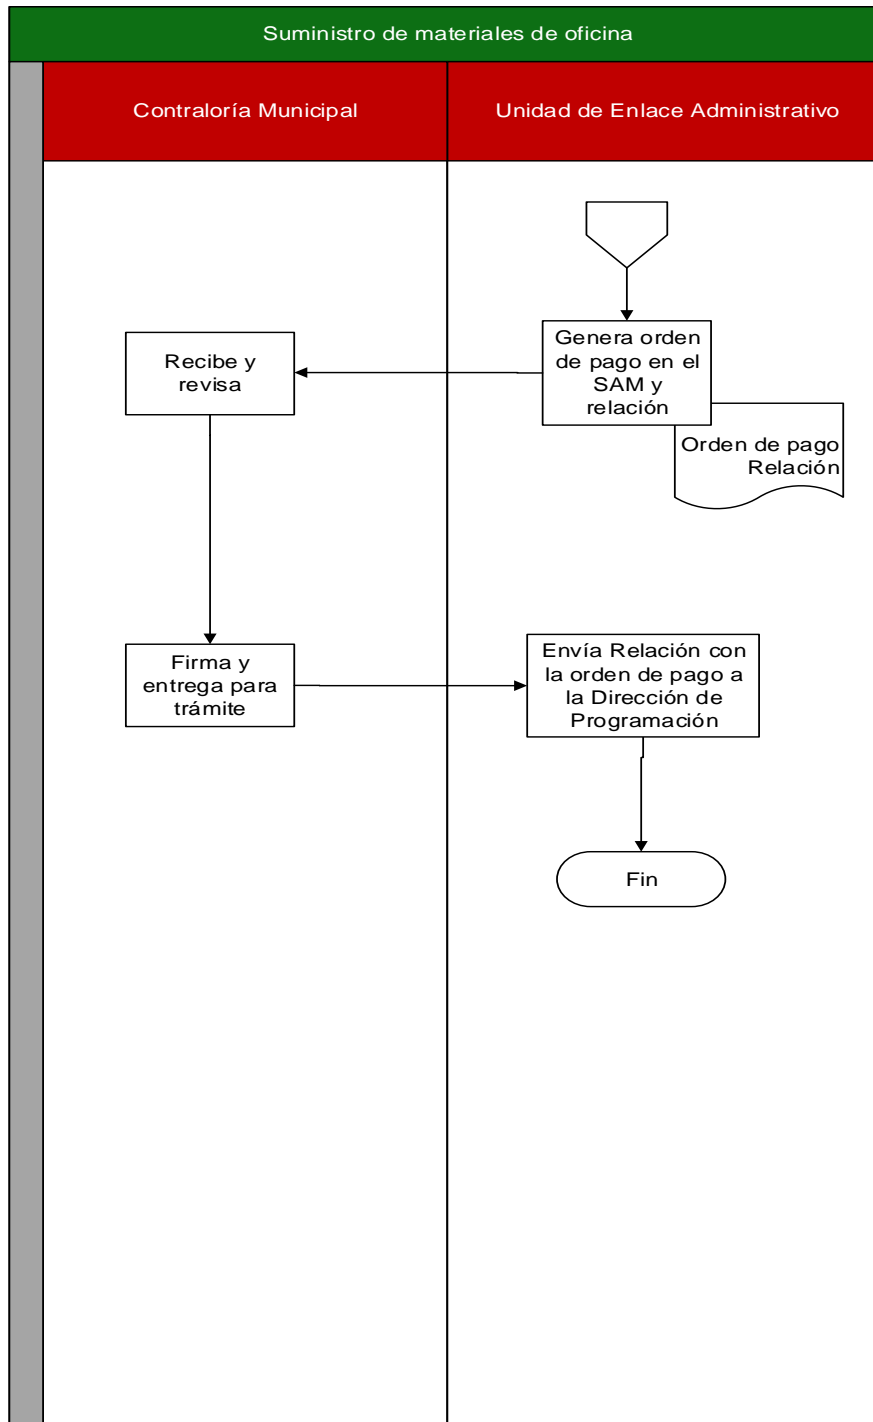 Suministro de materiales de oficina
Contraloría Municipal
Unidad de Enlace Administrativo
Genera orden
de pago en el
SAM y
relación
Recibe y
revisa
Orden de pago
Relación
Firma y
entrega para
trámite
Envía Relación con
la orden de pago a
la Dirección de
Programación
Fin